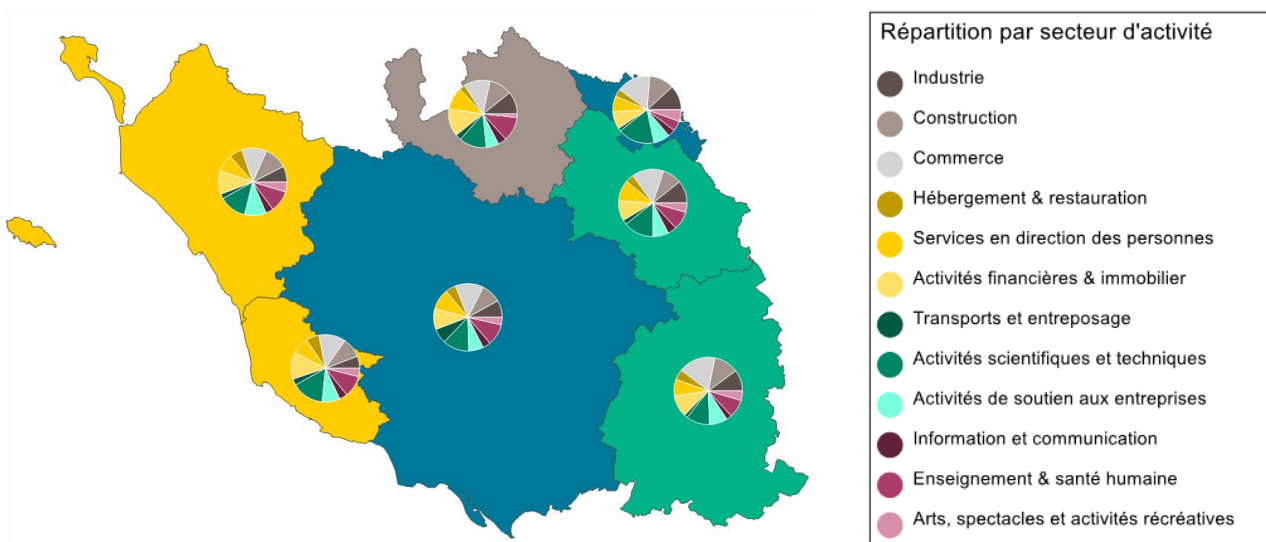 Répartition par secteur d'activité
Industrie
Construction
Commerce
Hébergement & restauration
Services en direction des personnes
Activités financières & immobilier
Transports et entreposage
Activités scientifiques et techniques
Activités de soutien aux entreprises
Information et communication
Enseignement & santé humaine
Arts, spectacles et activités récréatives